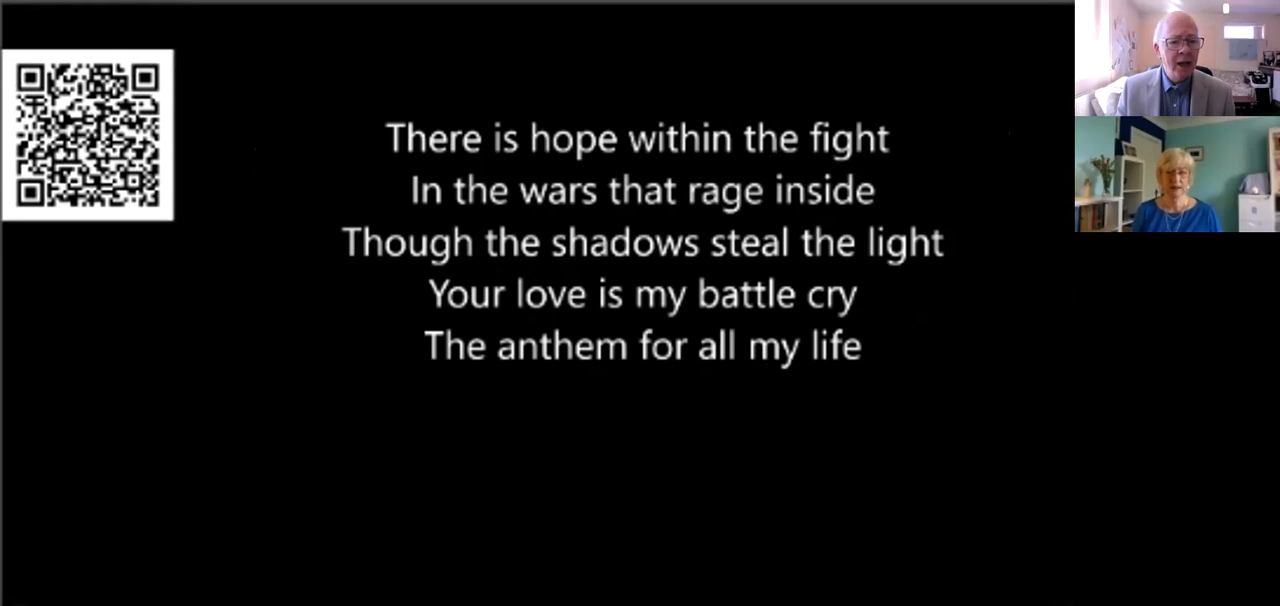 There is hope within the fight
In the wars that rage inside
Though the shadows steal the light
Your love is my battle cry
The anthem for all my life